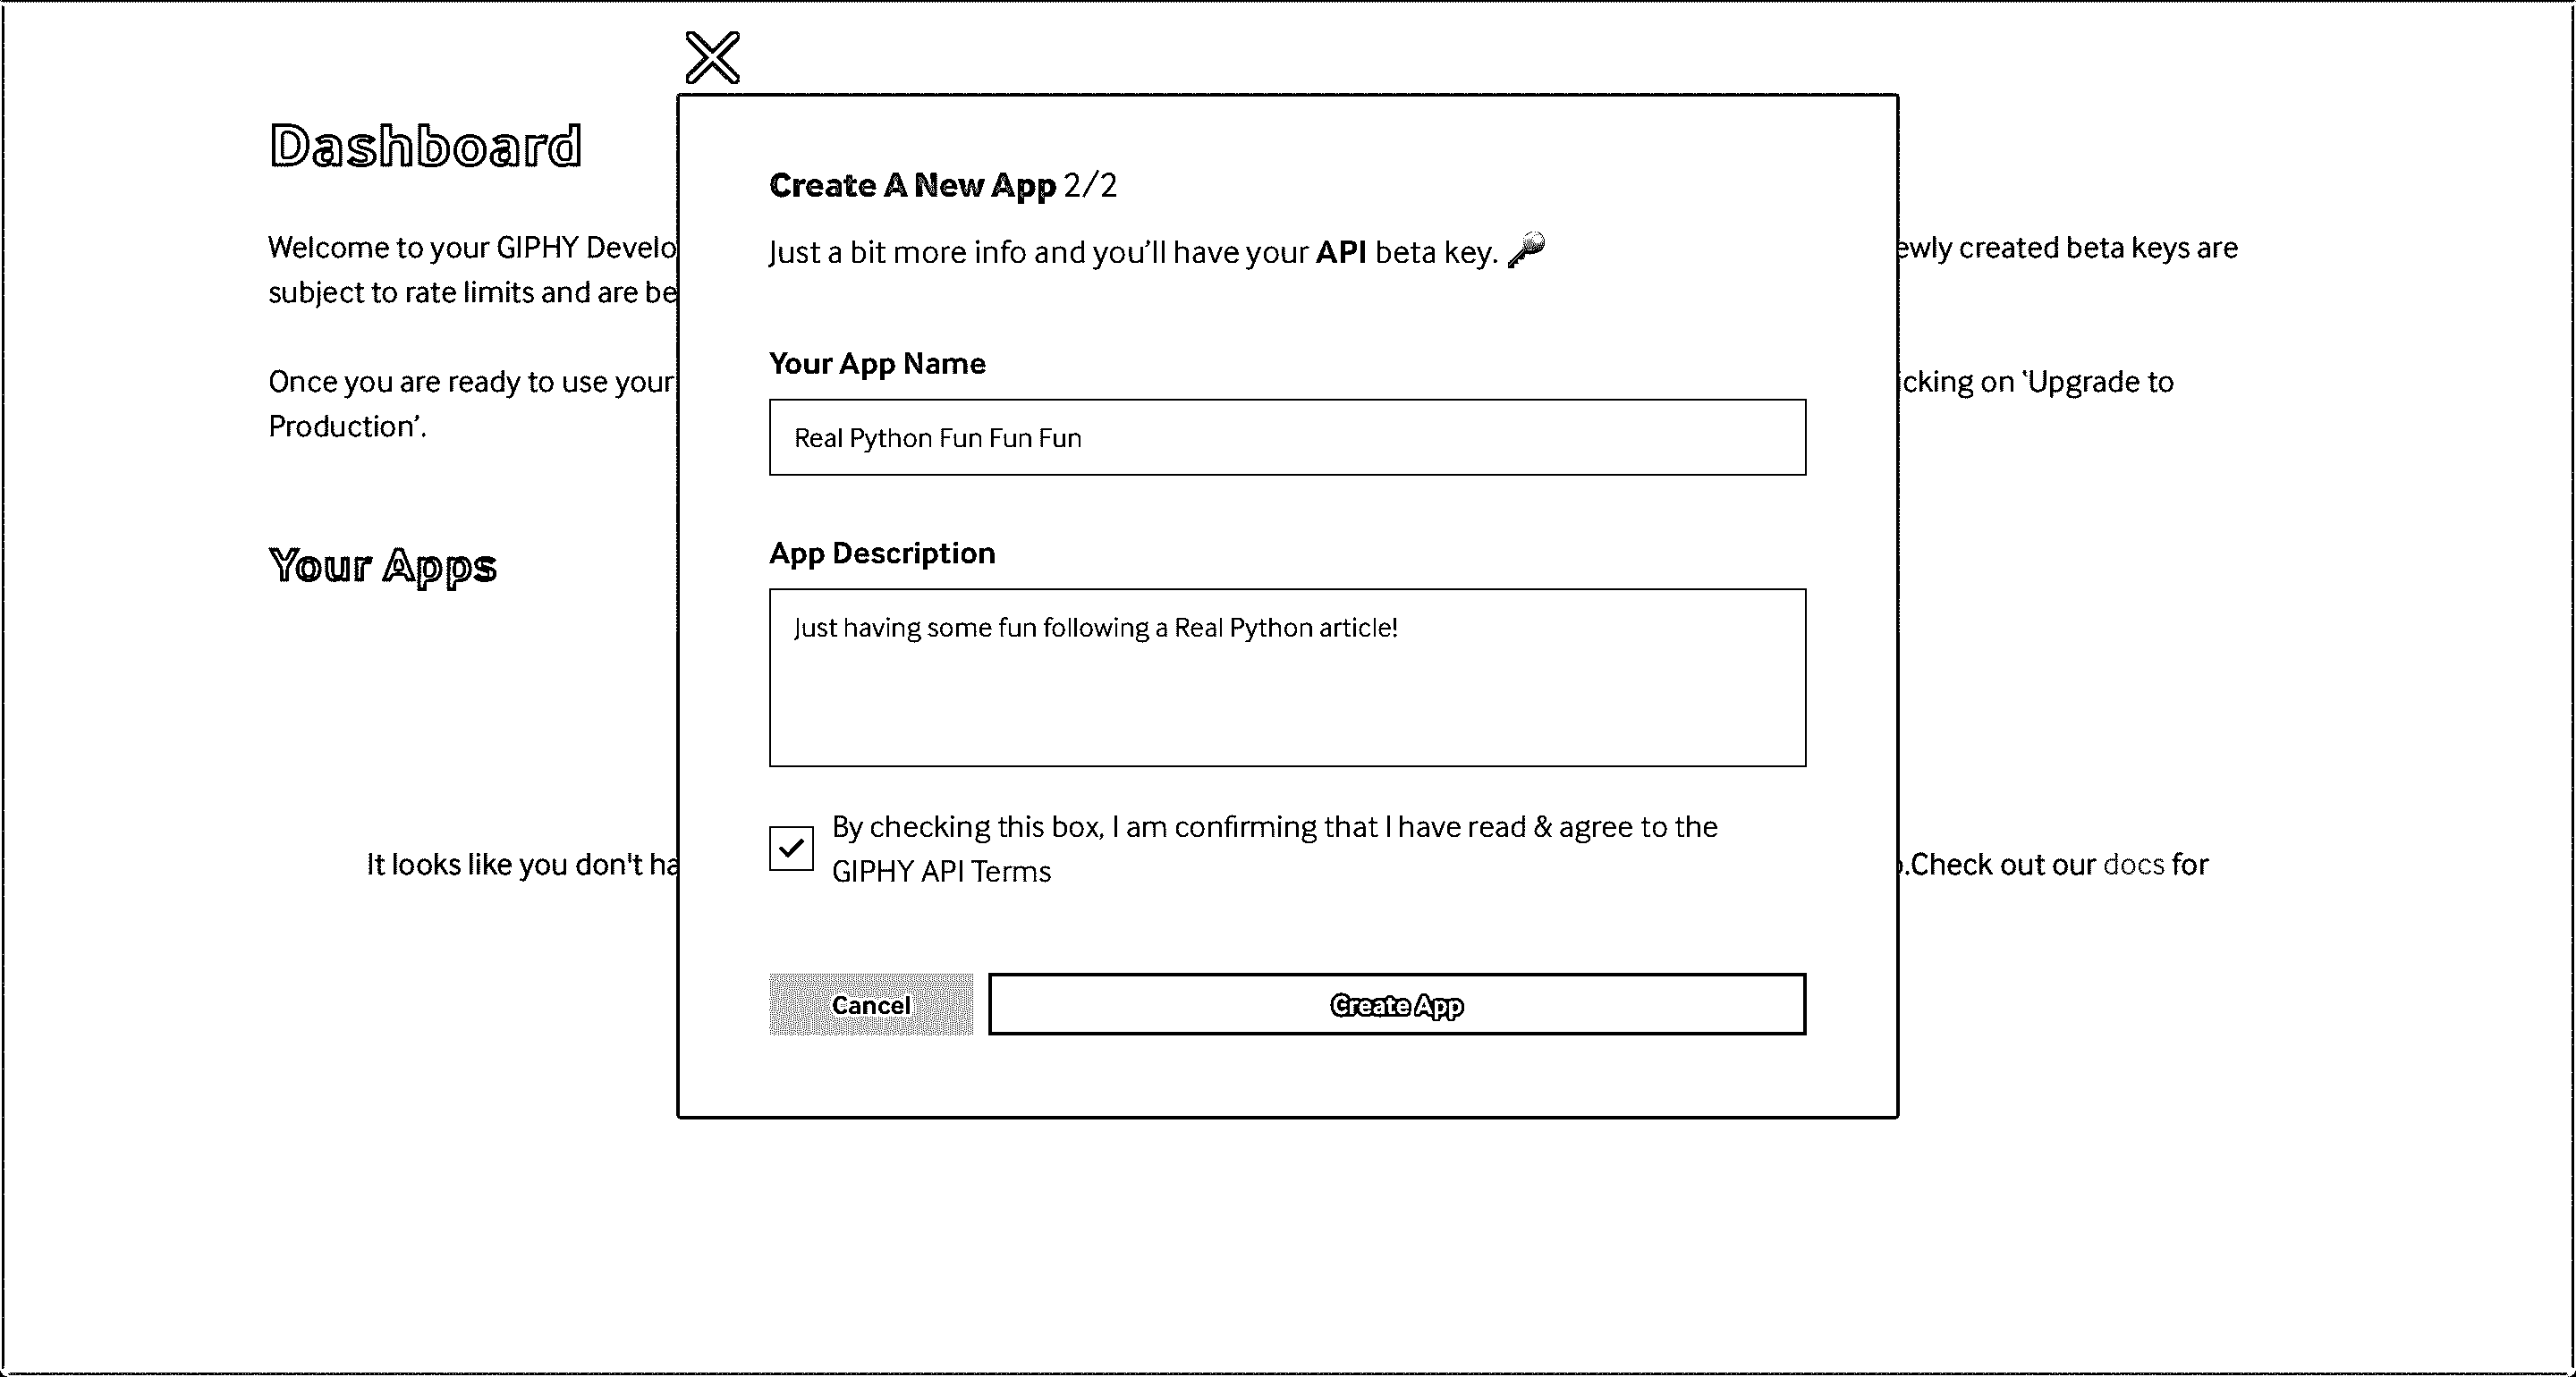 Dashboard
Welcome to your GIPHY Develo
ewly created beta keys are
subject to rate limits and are be
Once you are ready to use your
icking on ‘Upgrade to
Production’.
Your Apps
It looks like you don't ha
.Check out our docs for
Create A New App 2/2
Just a bit more info and you’ll have your API beta key.
Your App Name
Real Python Fun Fun Fun
App Description
Just having some fun following a Real Python article!
By checking this box, I am confirming that I have read & agree to the
GIPHY API Terms
Cancel
Create App